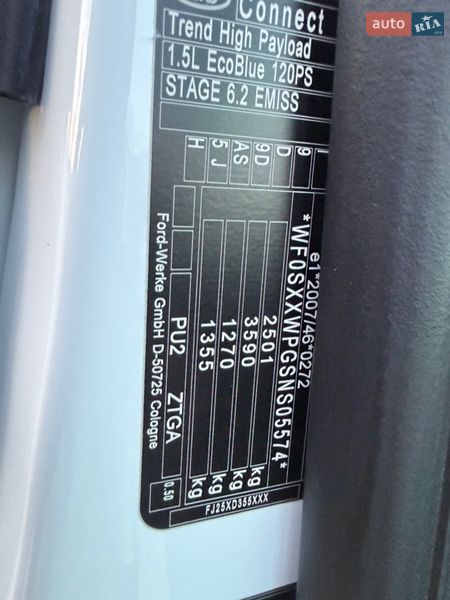 auto RIA
.com
Connect
Trend High Payload
1.5L EcoBlue 120PS
STAGE 6.2 EMISS
I
g
D
9D
AS
5J
H
e1*2007/46*0272
*WF0SXXWPGSNS05574*
2501 kg
3590 kg
1270 kg
1355 kg
PU2 ZTGA 0.50
Ford-Werke GmbH D-50725 Cologne
FJ25XD355XXX